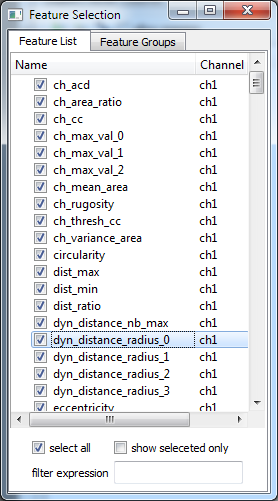 Feature Selection
Feature List Feature Groups
Name Channel
ch_acd ch1
ch_area_ratio ch1
ch_cc ch1
ch_max_val_0 ch1
ch_max_val_1 ch1
ch_max_val_2 ch1
ch_mean_area ch1
ch_rugosity ch1
ch_thresh_cc ch1
ch_variance_area ch1
circularity ch1
dist_max ch1
dist_min ch1
dist_ratio ch1
dyn_distance_nb_max ch1
dyn_distance_radius_0 ch1
dyn_distance_radius_1 ch1
dyn_distance_radius_2 ch1
dyn_distance_radius_3 ch1
eccentricity ch1
select all show seleceted only
filter expression